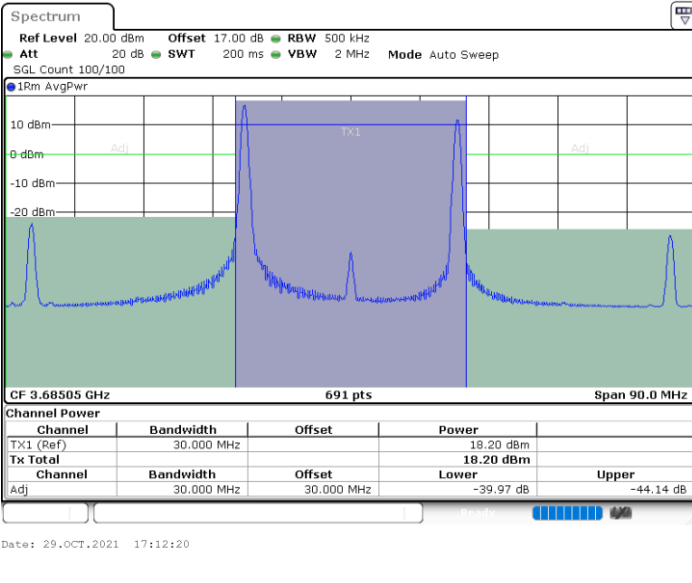 Spectrum
Ref Level 20.00 dBm Offset 17.00 dB RBW 500 kHz
Att 20 dB SWT 200 ms VBW 2 MHz Mode Auto Sweep
SGL Count 100/100
1Rm AvgPwr
10 dBm
TX1
Adj Adj
0 dBm
-10 dBm
-20 dBm
CF 3.68505 GHz 691 pts Span 90.0 MHz
Channel Power
Channel Bandwidth Offset Power
TX1 (Ref) 30.000 MHz 18.20 dBm
Tx Total 18.20 dBm
Channel Bandwidth Offset Lower Upper
Adj 30.000 MHz 30.000 MHz -39.97 dB -44.14 dB
Ready
Date: 29.OCT.2021 17:12:20